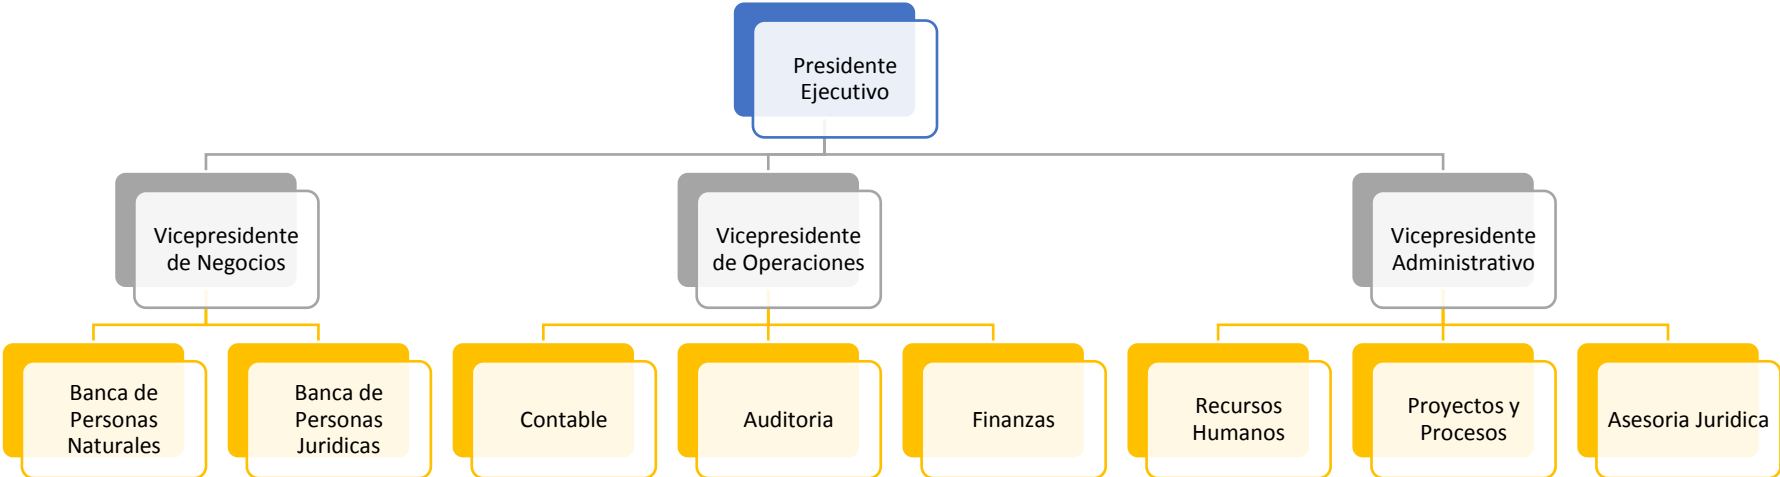 Presidente
Ejecutivo
Vicepresidente
de Negocios
Vicepresidente
de Operaciones
Vicepresidente
Administrativo
Banca de
Personas
Naturales
Banca de
Personas
Juridicas
Contable
Auditoria
Finanzas
Recursos
Humanos
Proyectos y
Procesos
Asesoria Juridica